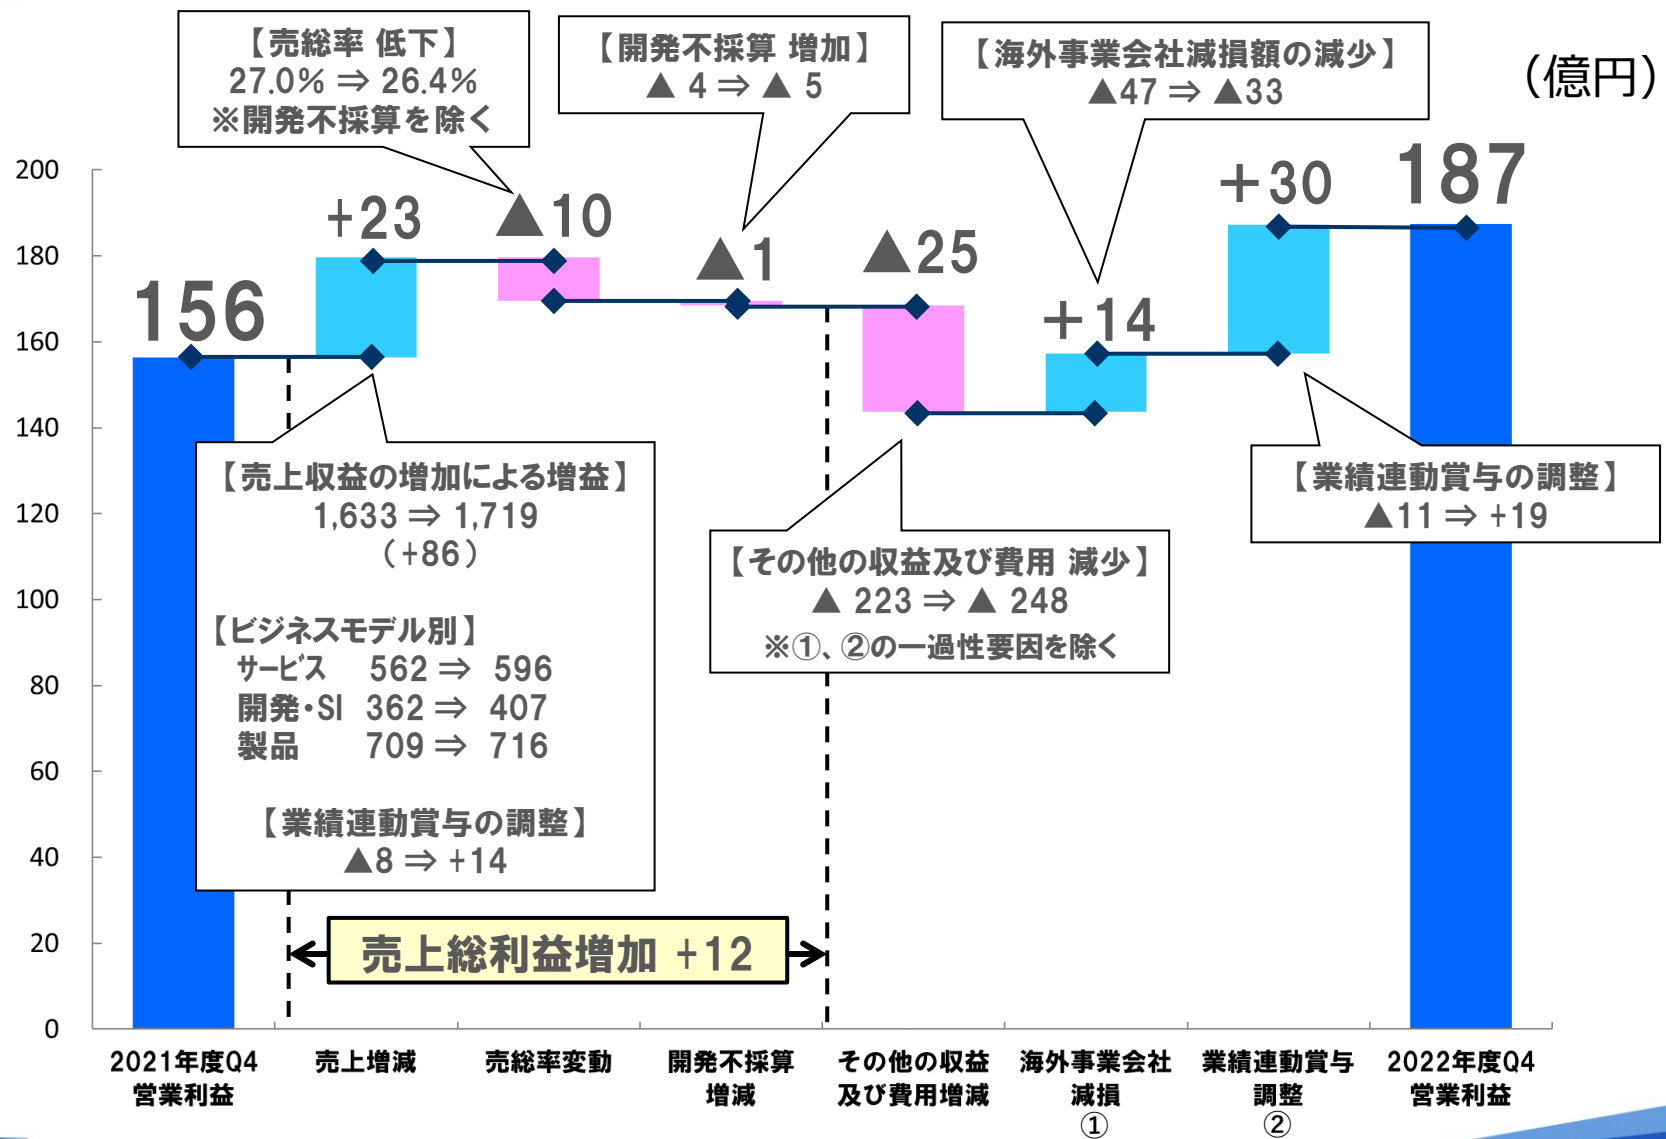 （億円）
【売総率 低下】
27.0% ⇒ 26.4%
※開発不採算を除く
【開発不採算 増加】
▲ 4 ⇒ ▲ 5
【海外事業会社減損額の減少】
▲47 ⇒ ▲33
200
180
160
140
120
100
80
60
40
20
0
156
+23
▲10
▲1
▲25
+14
+30
187
【売上収益の増加による増益】
1,633 ⇒ 1,719
（+86）
【ビジネスモデル別】
サービス 562 ⇒ 596
開発・SI 362 ⇒ 407
製品 709 ⇒ 716
【業績連動賞与の調整】
▲8 ⇒ +14
【その他の収益及び費用 減少】
▲ 223 ⇒ ▲ 248
※①、②の一過性要因を除く
【業績連動賞与の調整】
▲11 ⇒ +19
売上総利益増加 +12
2021年度Q4
営業利益
売上増減
売総率変動
開発不採算
増減
その他の収益
及び費用増減
海外事業会社
減損
①
業績連動賞与
調整
②
2022年度Q4
営業利益